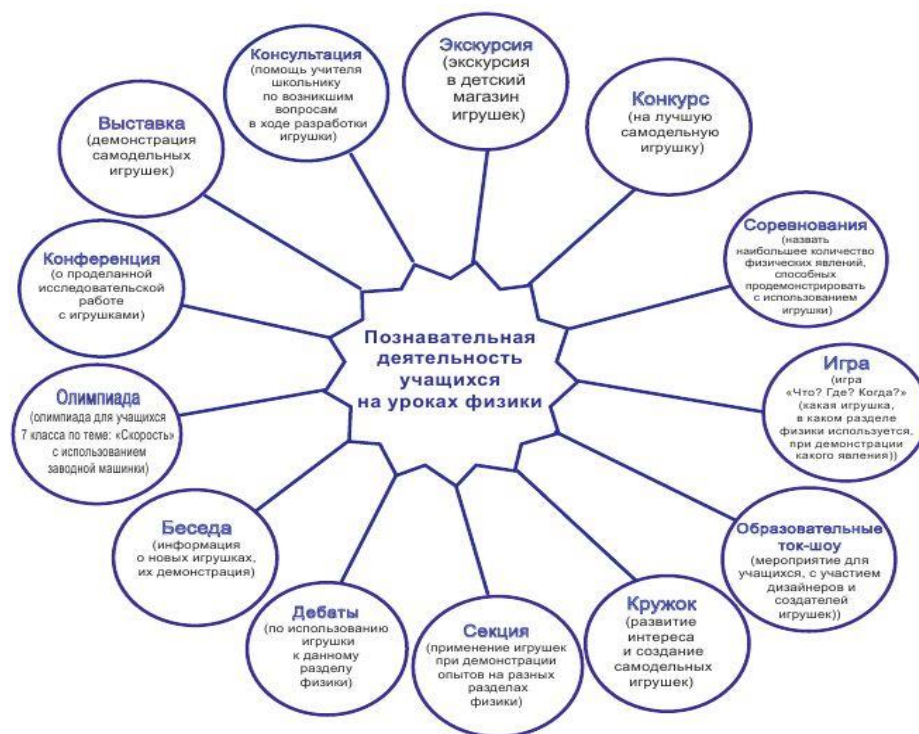 Консультация
(помощь учителя
школьнику
по возникшим
вопросам
в ходе разработки
игрушки)
Экскурсия
(экскурсия
в детский
магазин
игрушек)
Конкурс
(на лучшую
самодельную
игрушку)
Выставка
(демонстрация
самодельных
игрушек)
Соревнования
(назвать
наибольшее количество
физических явлений,
способных
продемонстрировать
с использованием
игрушки)
Конференция
(о проделанной
исследовательской
работе
с игрушками)
Познавательная
деятельность
учащихся
на уроках физики
Игра
(игра
«Что? Где? Когда?»
(какая игрушка,
в каком разделе
физики используется,
при демонстрации
какого явления))
Олимпиада
(олимпиада для учащихся
7 класса по теме: «Скорость»
с использованием
заводной машинки)
Беседа
(информация
о новых игрушках,
их демонстрация)
Образовательные
ток-шоу
(мероприятие для
учащихся, с участием
дизайнеров и
создателей
игрушек))
Дебаты
(по использованию
игрушки
к данному
разделу
физики)
Секция
(применение игрушек
при демонстрации
опытов на разных
разделах
физики)
Кружок
(развитие
интереса
и создание
самодельных
игрушек)